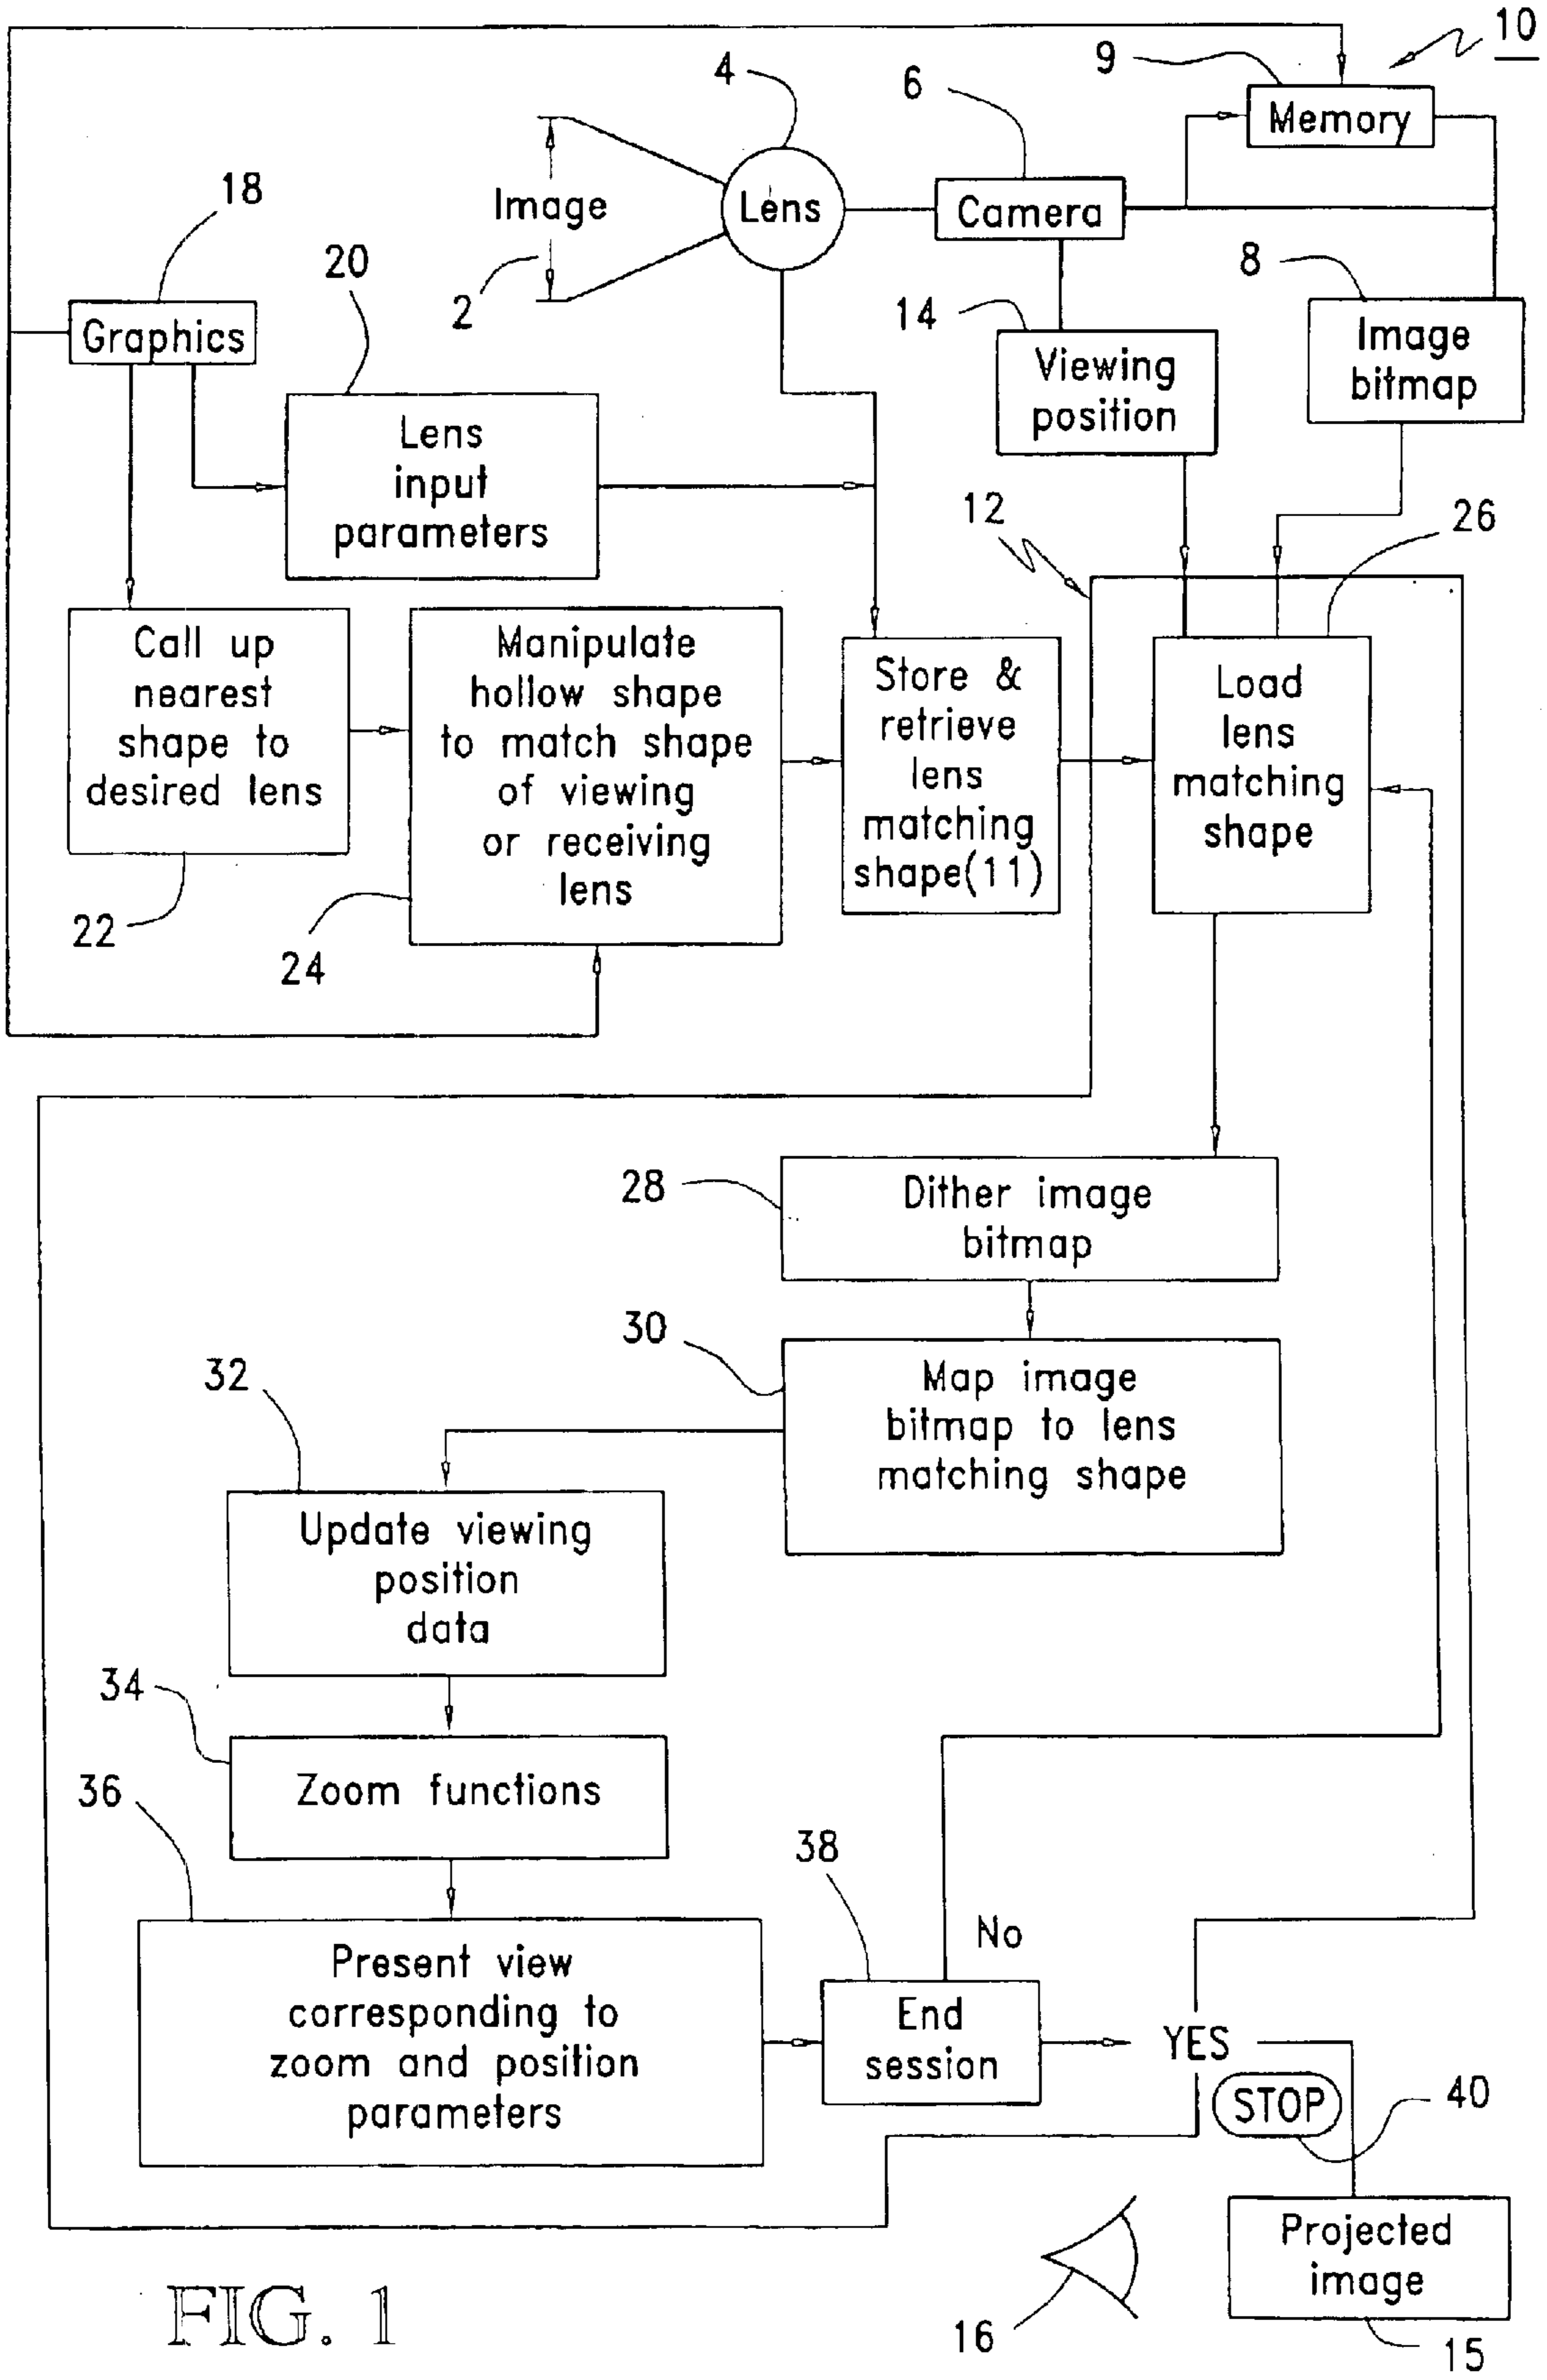 10
9
4
6
Memory
18
Image
Lens
Camera
20
8
2
14
Graphics
Image
bitmap
Viewing
position
Lens
input
parameters
12
26
Call up
nearest
shape to
desired lens
Manipulate
hollow shape
to match shape
of viewing
or receiving
lens
Store &
retrieve
lens
matching
shape(11)
Load
lens
matching
shape
22
24
28
Dither image
bitmap
30
32
Map image
bitmap to lens
matching shape
Update viewing
position
data
34
Zoom functions
36
38
No
Present view
corresponding to
zoom and position
parameters
End
session
YES
STOP
40
Projected
image
FIG. 1
16
15